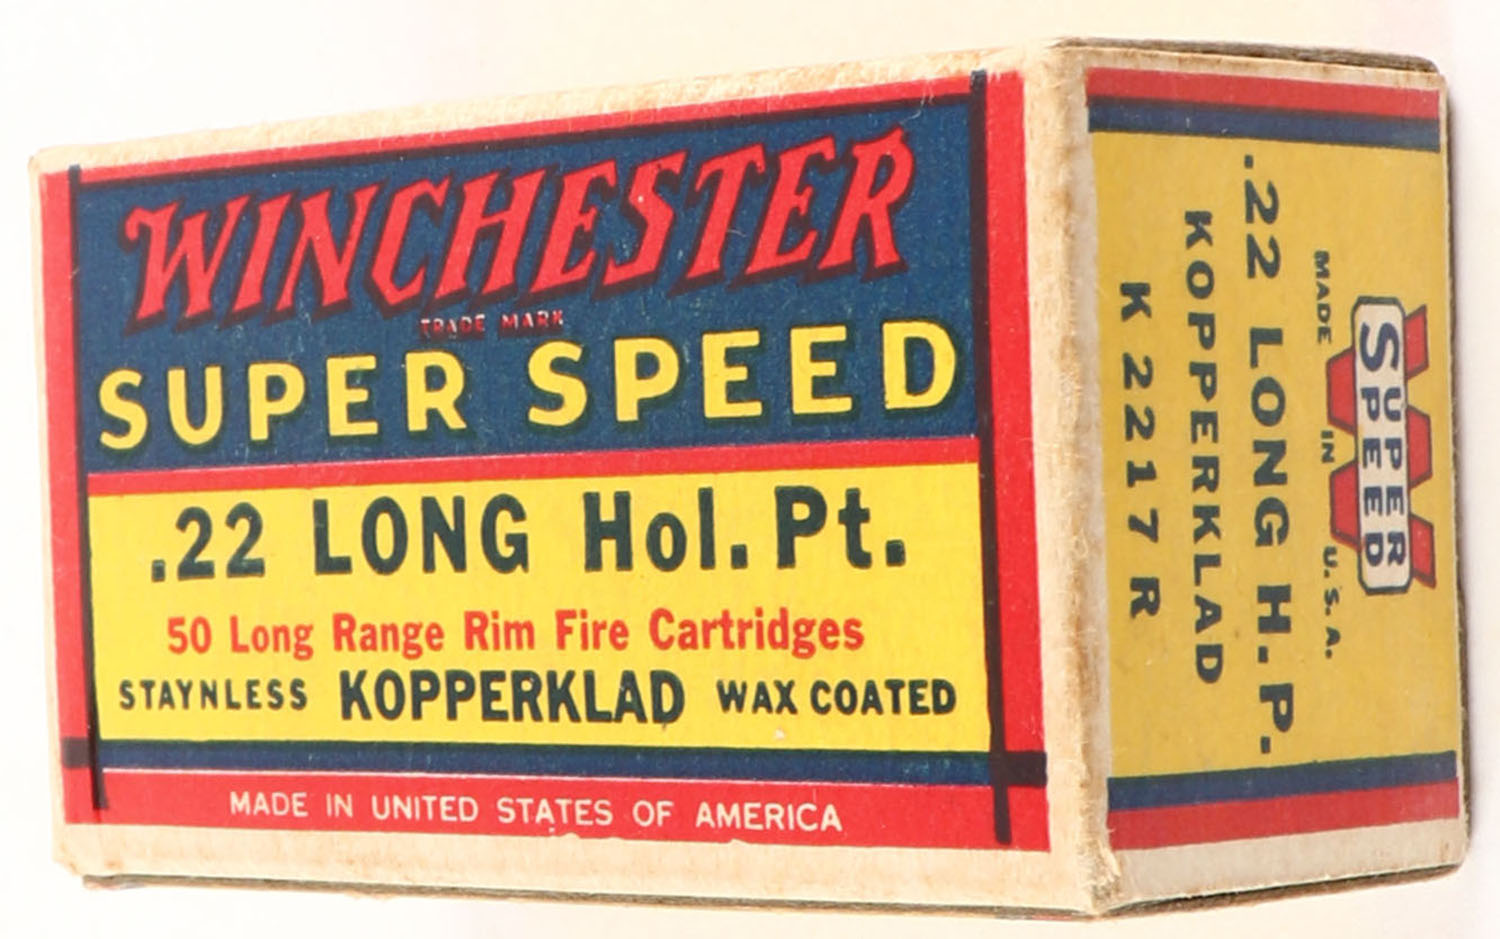 WINCHESTER
TRADE MARK
SUPER SPEED
.22 LONG Hol. Pt.
50 Long Range Rim Fire Cartridges
STAYNLESS KOPPERKLAD WAX COATED
MADE IN UNITED STATES OF AMERICA
W
SUPER
SPEED
MADE IN U.S.A.
.22 LONG H.P.
KOPPERKLAD
K2217R